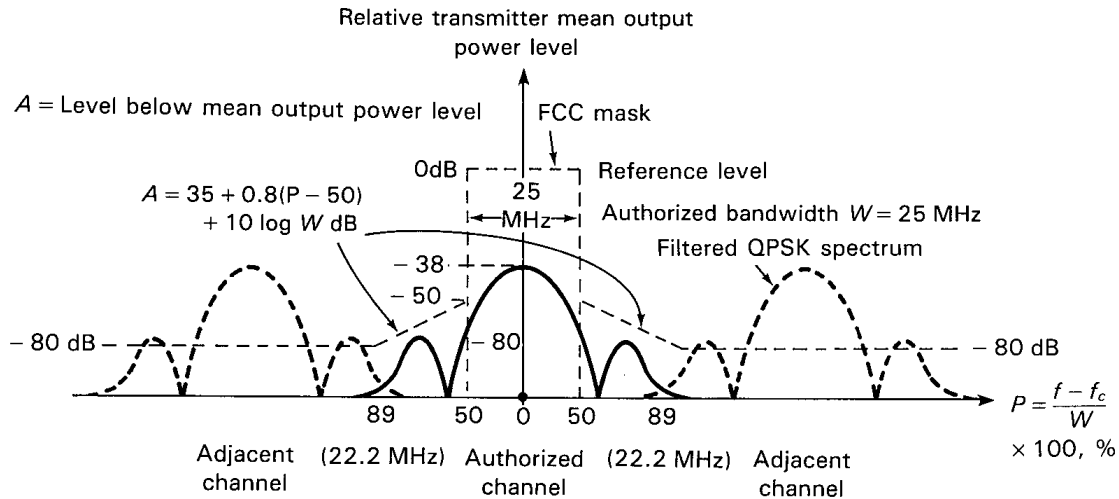 Relative transmitter mean output
power level
A = Level below mean output power level
FCC mask
0dB
Reference level
25
MHz
A = 35 + 0.8(P − 50)
+ 10 log W dB
Authorized bandwidth W = 25 MHz
Filtered QPSK spectrum
− 38
− 50
− 80 dB
− 80
− 80 dB
89
50
0
50
89
P = f − fc / W
× 100, %
Adjacent
channel
(22.2 MHz)
Authorized
channel
(22.2 MHz)
Adjacent
channel